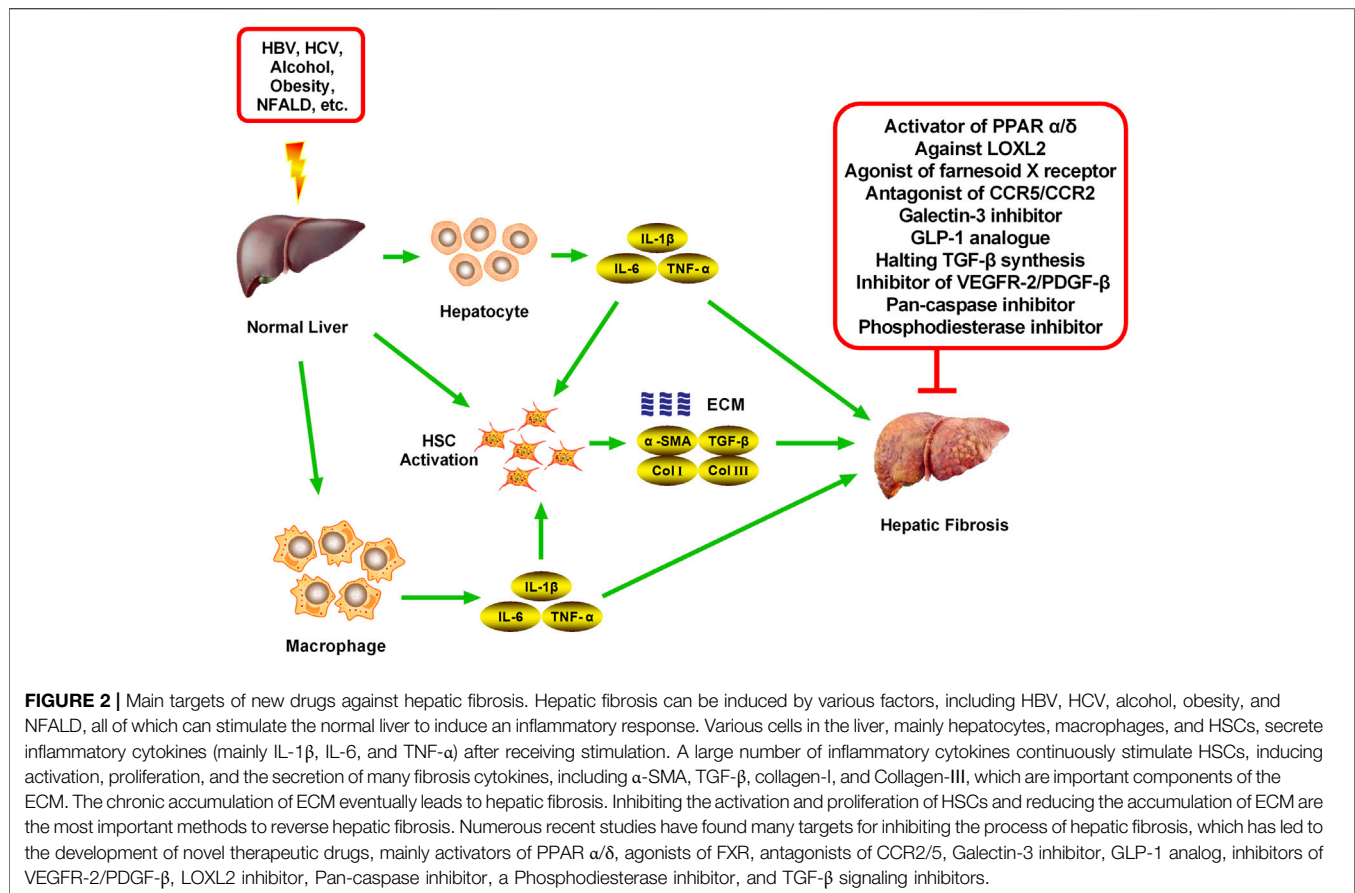 HBV, HCV,
Alcohol,
Obesity,
NFALD, etc.
Activator of PPAR α/δ
Against LOXL2
Agonist of farnesoid X receptor
Antagonist of CCR5/CCR2
Galectin-3 inhibitor
GLP-1 analogue
Halting TGF-β synthesis
Inhibitor of VEGFR-2/PDGF-β
Pan-caspase inhibitor
Phosphodiesterase inhibitor
IL-1β
IL-6
TNF-α
Hepatocyte
Normal Liver
ECM
HSC
Activation
α-SMA
TGF-β
Col I
Col III
Hepatic Fibrosis
IL-1β
IL-6
TNF-α
Macrophage
FIGURE 2 | Main targets of new drugs against hepatic fibrosis. Hepatic fibrosis can be induced by various factors, including HBV, HCV, alcohol, obesity, and
NFALD, all of which can stimulate the normal liver to induce an inflammatory response. Various cells in the liver, mainly hepatocytes, macrophages, and HSCs, secrete
inflammatory cytokines (mainly IL-1β, IL-6, and TNF-α) after receiving stimulation. A large number of inflammatory cytokines continuously stimulate HSCs, inducing
activation, proliferation, and the secretion of many fibrosis cytokines, including α-SMA, TGF-β, collagen-I, and Collagen-III, which are important components of the
ECM. The chronic accumulation of ECM eventually leads to hepatic fibrosis. Inhibiting the activation and proliferation of HSCs and reducing the accumulation of ECM are
the most important methods to reverse hepatic fibrosis. Numerous recent studies have found many targets for inhibiting the process of hepatic fibrosis, which has led to
the development of novel therapeutic drugs, mainly activators of PPAR α/δ, agonists of FXR, antagonists of CCR2/5, Galectin-3 inhibitor, GLP-1 analog, inhibitors of
VEGFR-2/PDGF-β, LOXL2 inhibitor, Pan-caspase inhibitor, a Phosphodiesterase inhibitor, and TGF-β signaling inhibitors.